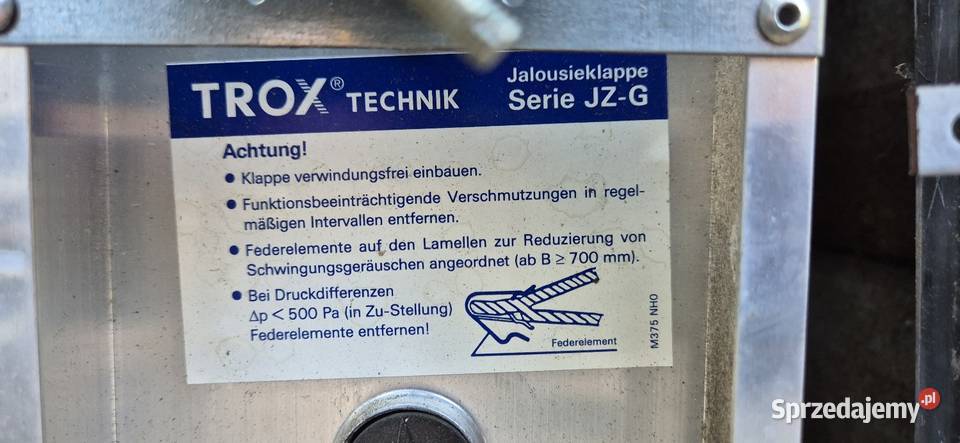 TROX® TECHNIK
Jalousieklappe
Serie JZ-G
Achtung!
● Klappe verwindungsfrei einbauen.
● Funktionsbeeinträchtigende Verschmutzungen in regel-
mäßigen Intervallen entfernen.
● Federelemente auf den Lamellen zur Reduzierung von
Schwingungsgeräuschen angeordnet (ab B ≥ 700 mm).
● Bei Druckdifferenzen
Δp < 500 Pa (in Zu-Stellung)
Federelemente entfernen!
Federelement
M375 NH0
Sprzedajemy.pl